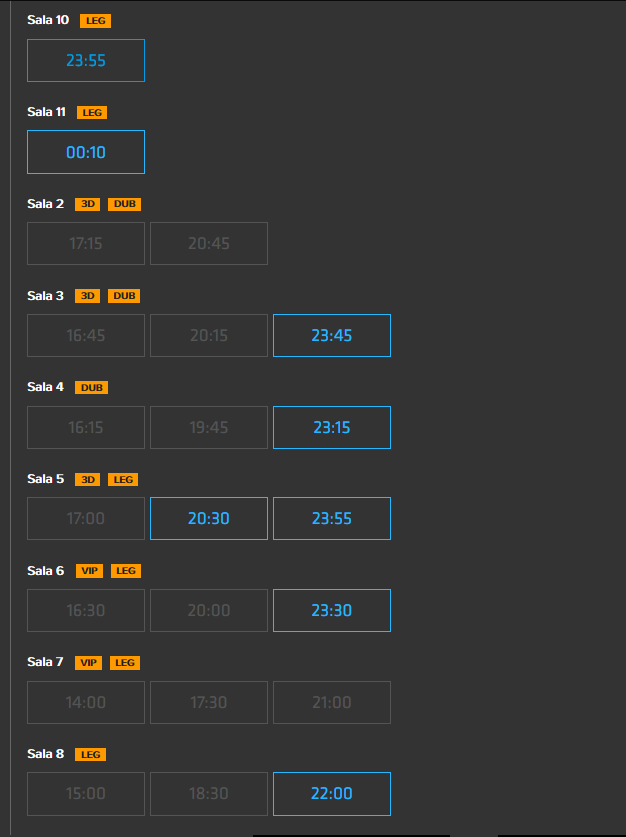 Sala 10 LEG
23:55
Sala 11 LEG
00:10
Sala 2 3D DUB
17:15 20:45
Sala 3 3D DUB
16:45 20:15 23:45
Sala 4 DUB
16:15 19:45 23:15
Sala 5 3D LEG
17:00 20:30 23:55
Sala 6 VIP LEG
16:30 20:00 23:30
Sala 7 VIP LEG
14:00 17:30 21:00
Sala 8 LEG
15:00 18:30 22:00